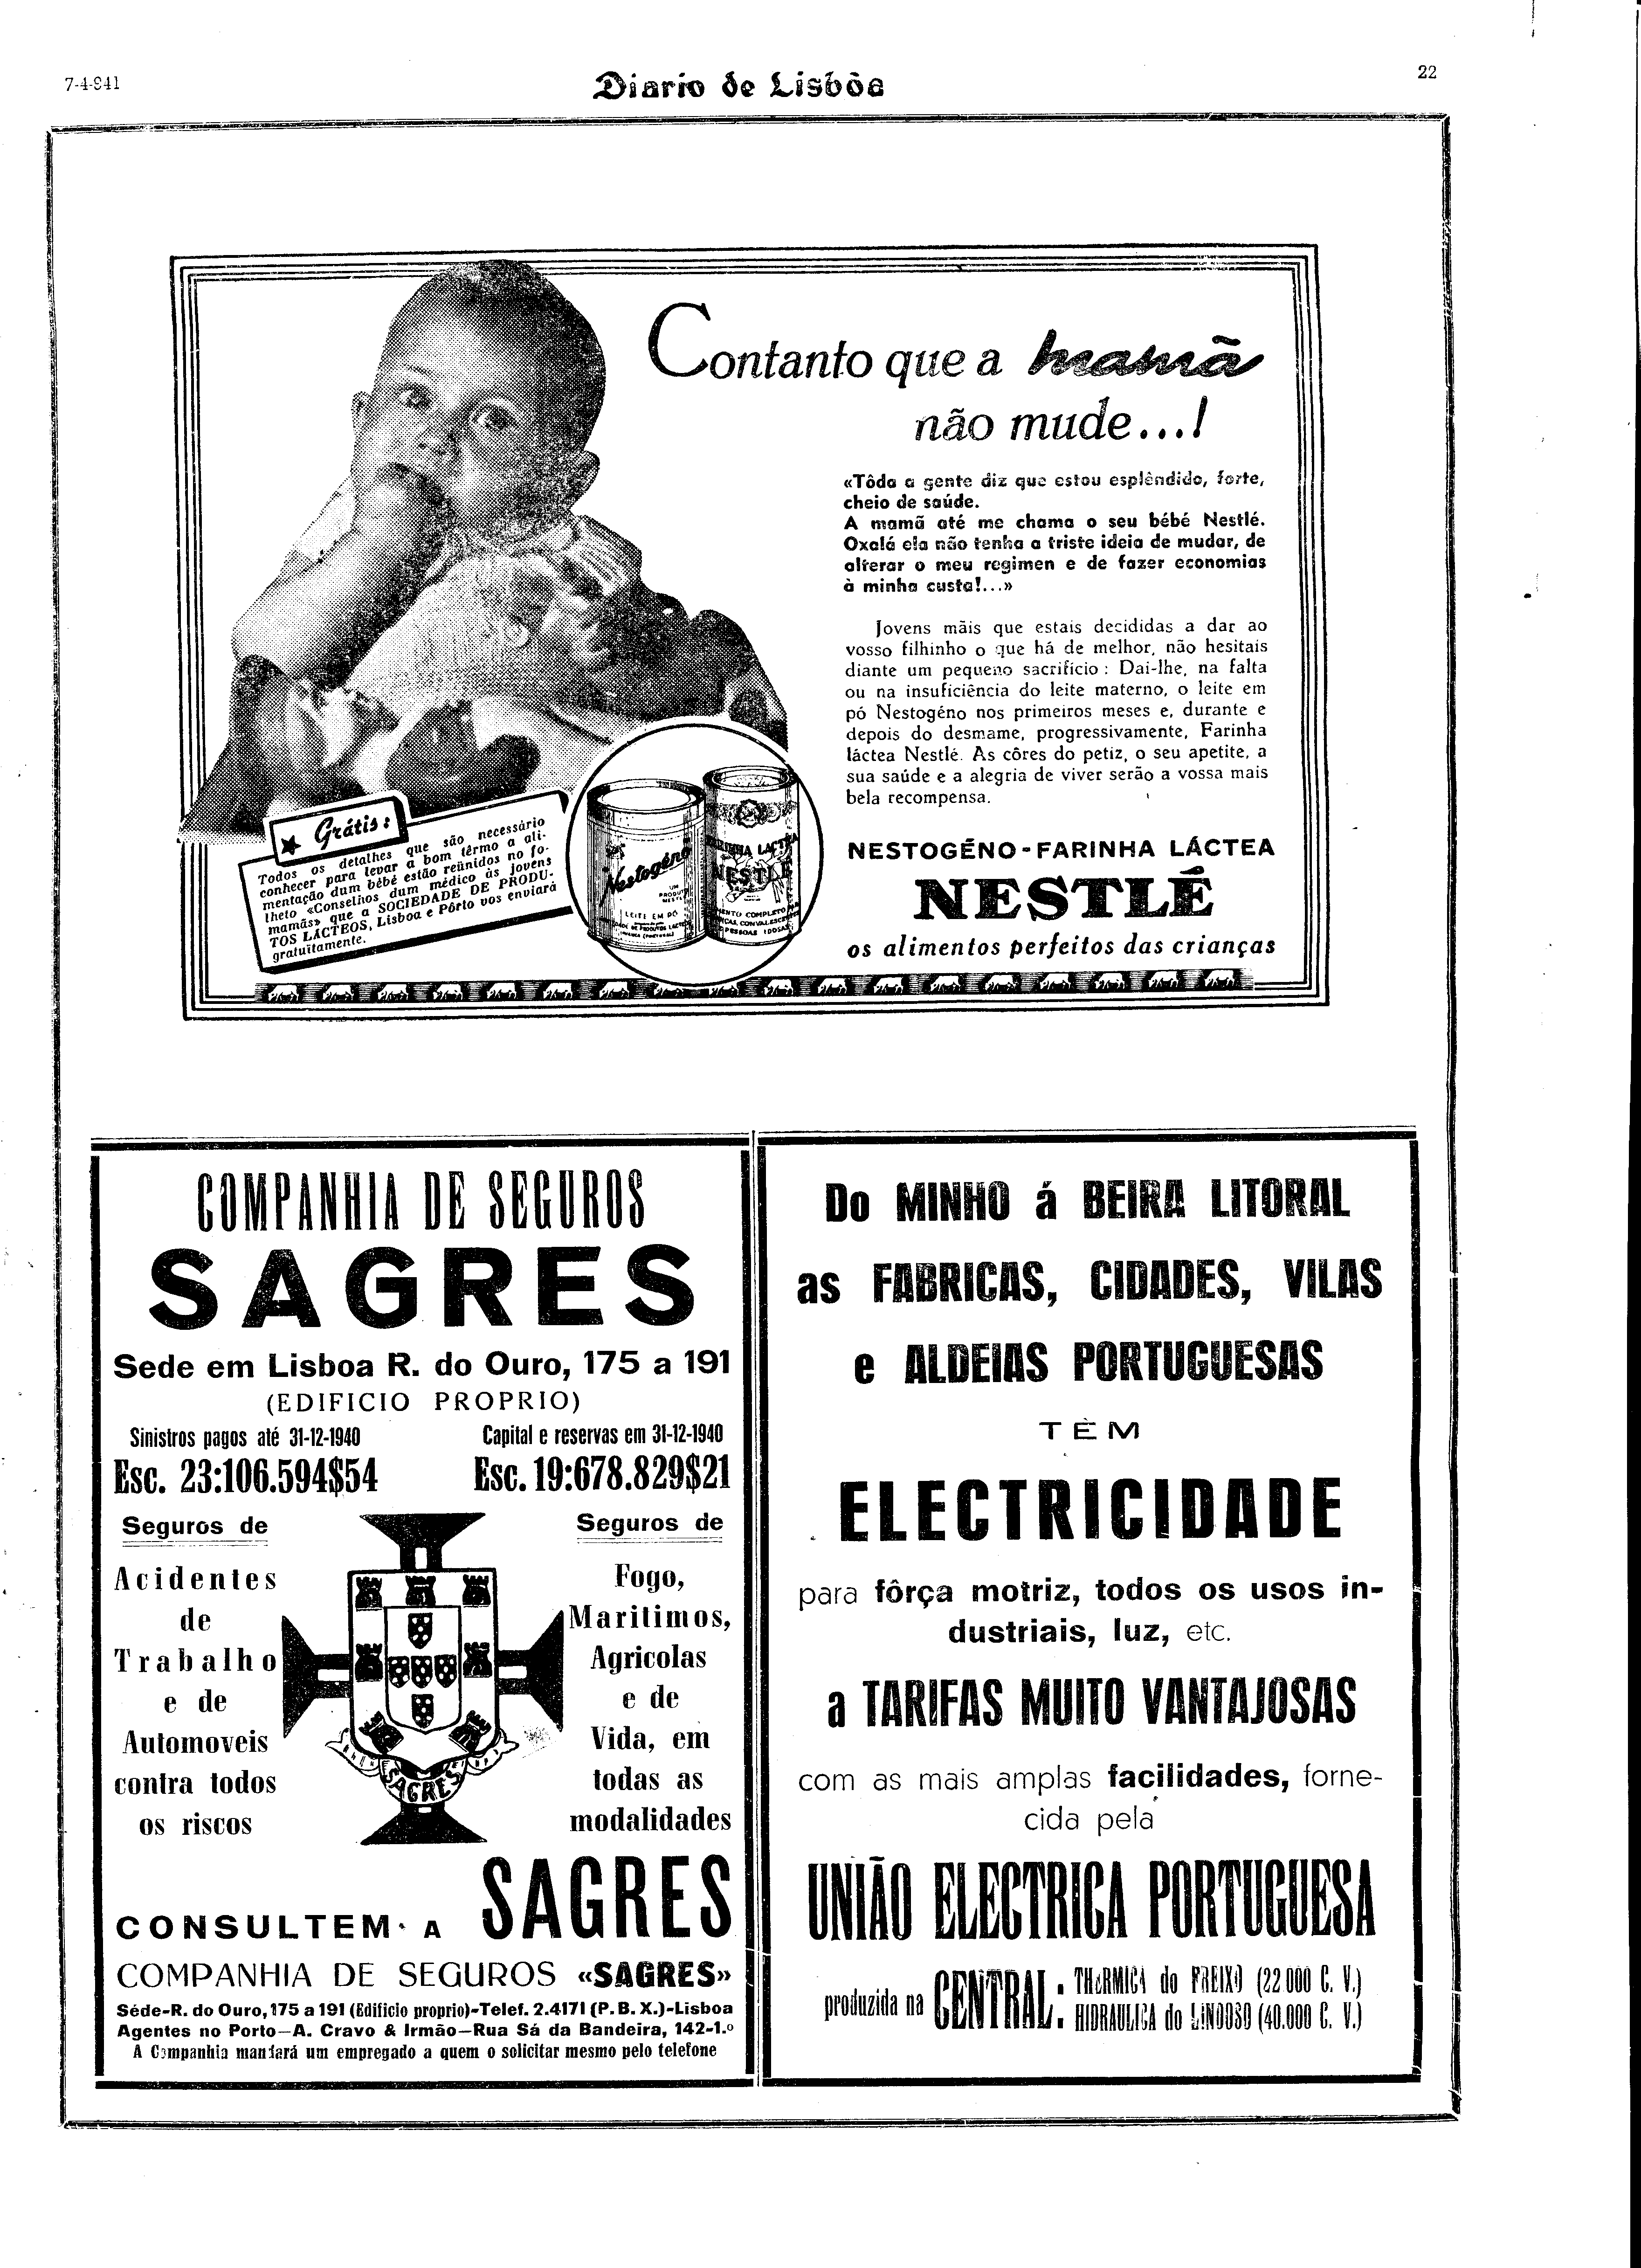 7-4-941
Diario de Lisbôa
22
Contanto que a mamã
não mude...!
«Tôda a gente diz que estou esplêndido, forte,
cheio de saúde.
A mamã até me chama o seu bébé Nestlé.
Oxalá ela não tenha a triste ideia de mudar, de
alterar o meu regimen e de fazer economias
à minha custa!...»
Jovens mãis que estais decididas a dar ao
vosso filhinho o que há de melhor, não hesitais
diante um pequeno sacrifício: Dai-lhe, na falta
ou na insuficiência do leite materno, o leite em
pó Nestogéno nos primeiros meses e, durante e
depois do desmame, progressivamente, Farinha
láctea Nestlé. As côres do petiz, o seu apetite, a
sua saúde e a alegria de viver serão a vossa mais
bela recompensa.
Grátis:
Todos os detalhes que são necessário
conhecer para levar a bom têrmo a ali-
mentação dum bébé estão reünidos no fo-
lheto «Conselhos dum médico às jovens
mamãs» que a SOCIEDADE DE PRODU-
TOS LÁCTEOS, Lisboa e Pôrto vos enviará
gratuïtamente.
Nestogéno
UM
PRODUTO
NESTLÉ
LEITE EM PÓ
FARINHA LACTEA
NESTLÉ
NESTOGÉNO-FARINHA LÁCTEA
NESTLÉ
os alimentos perfeitos das crianças
COMPANHIA DE SEGUROS
SAGRES
Sede em Lisboa R. do Ouro, 175 a 191
(EDIFICIO PROPRIO)
Sinistros pagos até 31-12-1940
Esc. 23:106.594$54
Capital e reservas em 31-12-1940
Esc. 19:678.829$21
Seguros de
Acidentes
de
Trabalho
e de
Automoveis
contra todos
os riscos
SAGRES
Seguros de
Fogo,
Maritimos,
Agricolas
e de
Vida, em
todas as
modalidades
CONSULTEM A SAGRES
COMPANHIA DE SEGUROS «SAGRES»
Séde-R. do Ouro, 175 a 191 (Edificio proprio)-Telef. 2.4171 (P. B. X.)-Lisboa
Agentes no Porto—A. Cravo & Irmão—Rua Sá da Bandeira, 142-1.º
A Companhia mandará um empregado a quem o solicitar mesmo pelo telefone
Do MINHO á BEIRA LITORAL
as FABRICAS, CIDADES, VILAS
e ALDEIAS PORTUGUESAS
TÊM
ELECTRICIDADE
para fôrça motriz, todos os usos in-
dustriais, luz, etc.
a TARIFAS MUITO VANTAJOSAS
com as mais amplas facilidades, forne-
cida pela
UNIÃO ELECTRICA PORTUGUESA
produzida na CENTRAL:
THERMICA do FREIXO (22 000 C. V.)
HIDRAULICA do LINDOSO (40.000 C. V.)